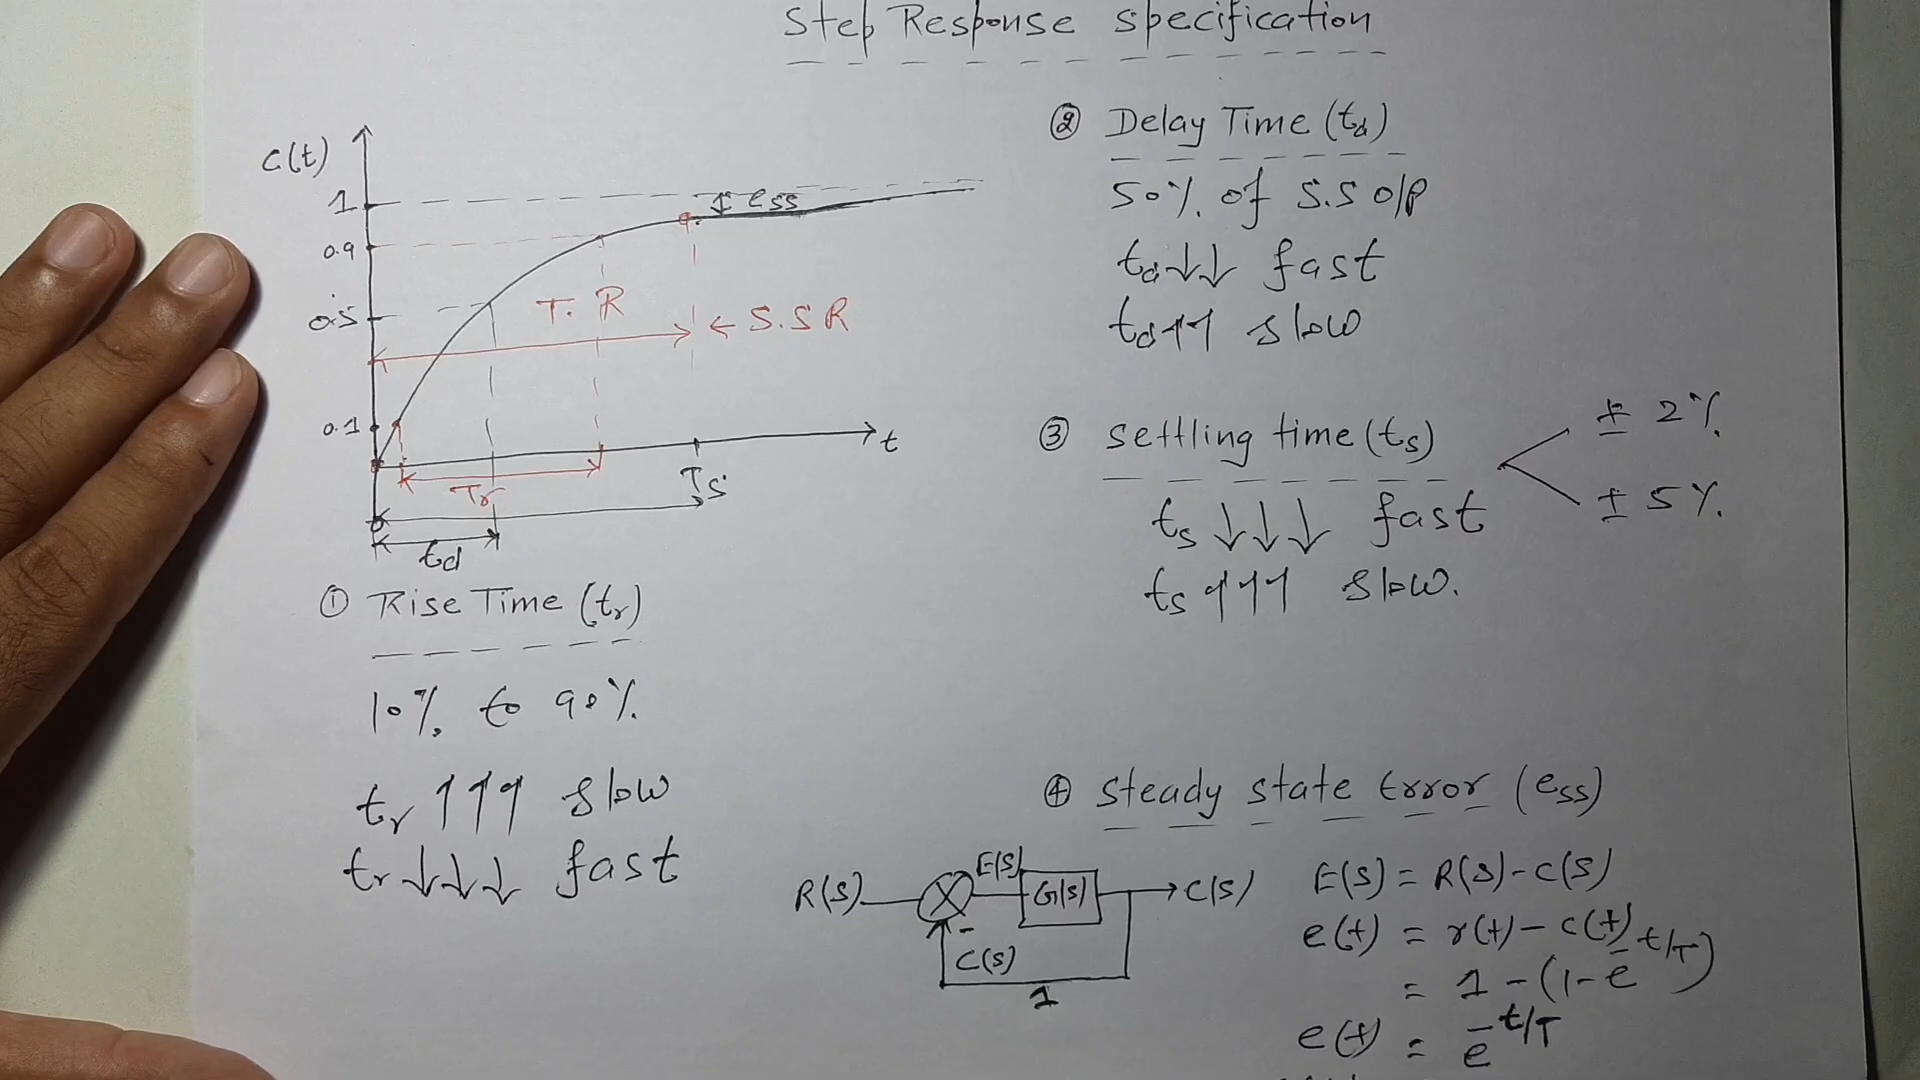 Step Response specification
c(t)
1
0.9
0.5
0.1
ess
T.R
← S.S R
t
Tr
Ts
td
① Rise Time (tr)
10% to 90%
tr ↑↑↑ slow
tr ↓↓↓ fast
② Delay Time (td)
50% of S.S o/p
td ↓↓ fast
td ↑↑ slow
③ settling time (ts)
± 2%
± 5%
ts ↓↓↓ fast
ts ↑↑↑ slow.
④ steady state Error (ess)
R(s)
E(s)
G(s)
C(s)
-
C(s)
1
E(s) = R(s) - C(s)
e(t) = r(t) - c(t)
= 1 - (1 - e^-t/T)
e(t) = e^-t/T